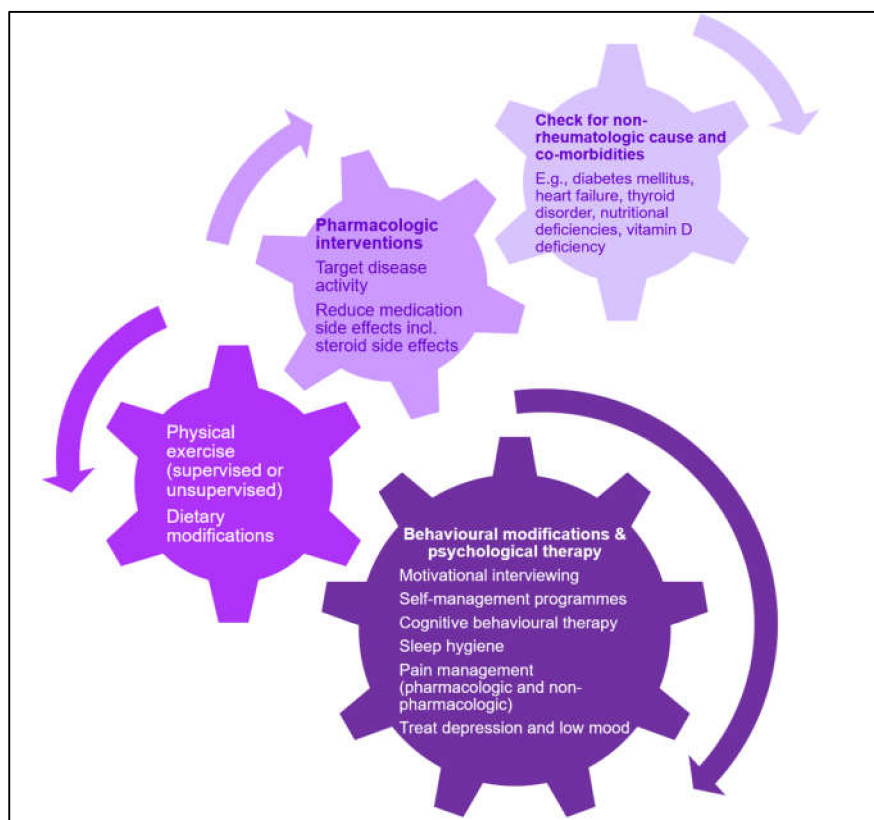 Check for non-
rheumatologic cause and
co-morbidities
E.g., diabetes mellitus,
heart failure, thyroid
disorder, nutritional
deficiencies, vitamin D
deficiency
Pharmacologic
interventions
Target disease
activity
Reduce medication
side effects incl.
steroid side effects
Physical
exercise
(supervised or
unsupervised)
Dietary
modifications
Behavioural modifications &
psychological therapy
Motivational interviewing
Self-management programmes
Cognitive behavioural therapy
Sleep hygiene
Pain management
(pharmacologic and non-
pharmacologic)
Treat depression and low mood